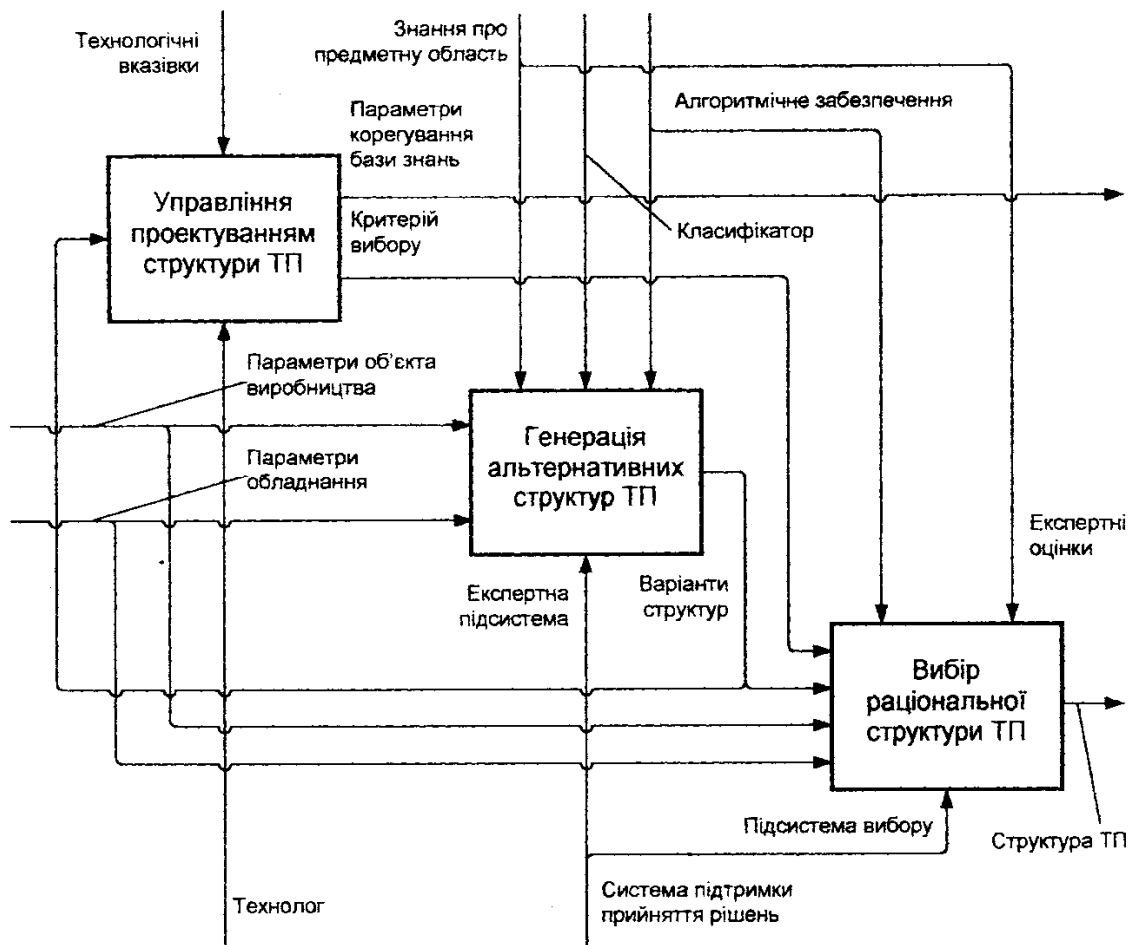 Технологічні
вказівки
Знання про
предметну область
Алгоритмічне забезпечення
Параметри
корегування
бази знань
Управління
проектуванням
структури ТП
Критерій
вибору
Класифікатор
Параметри об’єкта
виробництва
Параметри
обладнання
Генерація
альтернативних
структур ТП
Експертні
оцінки
Експертна
підсистема
Варіанти
структур
Вибір
раціональної
структури ТП
Підсистема вибору
Структура ТП
Технолог
Система підтримки
прийняття рішень